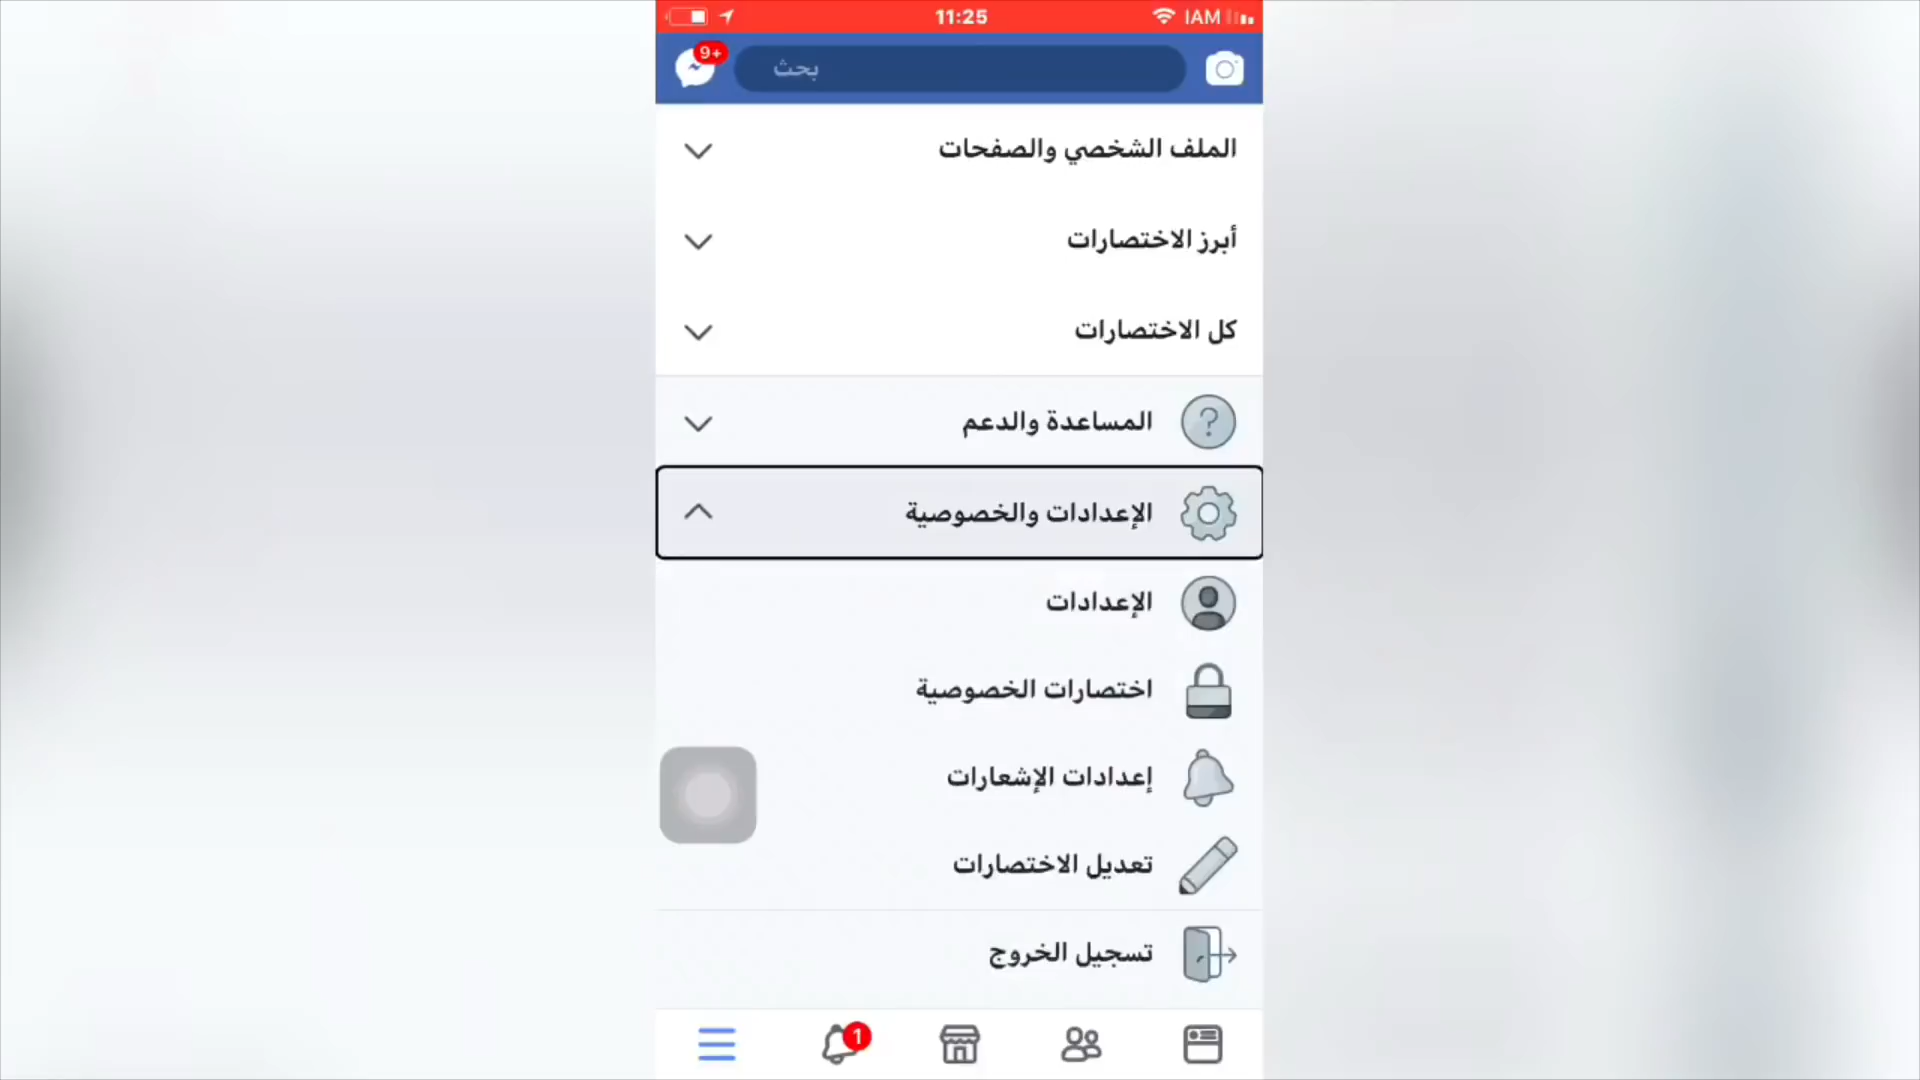 11:25
IAM
9+
بحث
الملف الشخصي والصفحات
أبرز الاختصارات
كل الاختصارات
المساعدة والدعم
الإعدادات والخصوصية
الإعدادات
اختصارات الخصوصية
إعدادات الإشعارات
تعديل الاختصارات
تسجيل الخروج
1